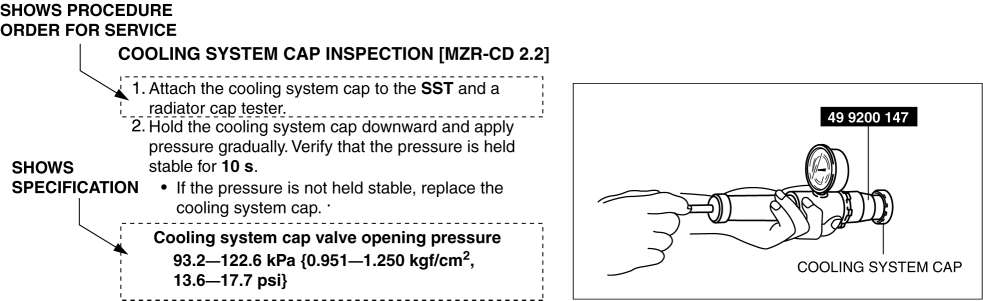 SHOWS PROCEDURE
ORDER FOR SERVICE
COOLING SYSTEM CAP INSPECTION [MZR-CD 2.2]
1. Attach the cooling system cap to the SST and a
radiator cap tester.
2. Hold the cooling system cap downward and apply
pressure gradually. Verify that the pressure is held
stable for 10 s.
• If the pressure is not held stable, replace the
cooling system cap.
SHOWS
SPECIFICATION
Cooling system cap valve opening pressure
93.2—122.6 kPa {0.951—1.250 kgf/cm²,
13.6—17.7 psi}
49 9200 147
COOLING SYSTEM CAP